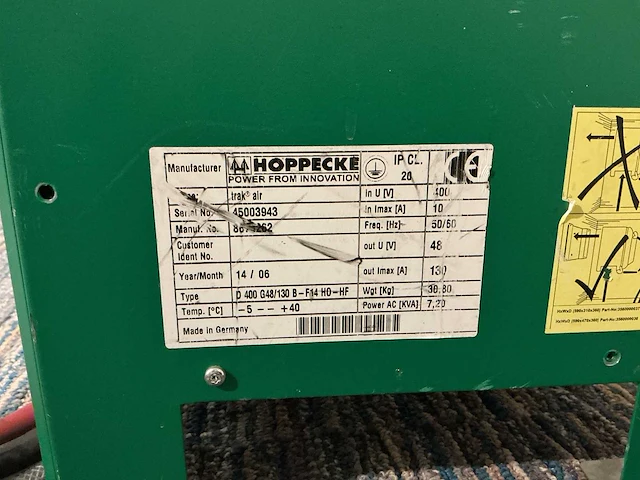 Manufacturer HOPPECKE
POWER FROM INNOVATION
IP CL.
20
CE
trak® air
Serial No. 45003943
Manuf. No.
Customer
Ident No.
Year/Month 14 / 06
Type D 400 G48/130 B - F14 HO - HF
Temp. [°C] -5 -- +40
Made in Germany
In U [V] 400
In Imax [A] 10
Freq. [Hz] 50/60
out U [V] 48
out Imax [A] 130
Wgt [Kg] 30,80
Power AC [KVA] 7,20